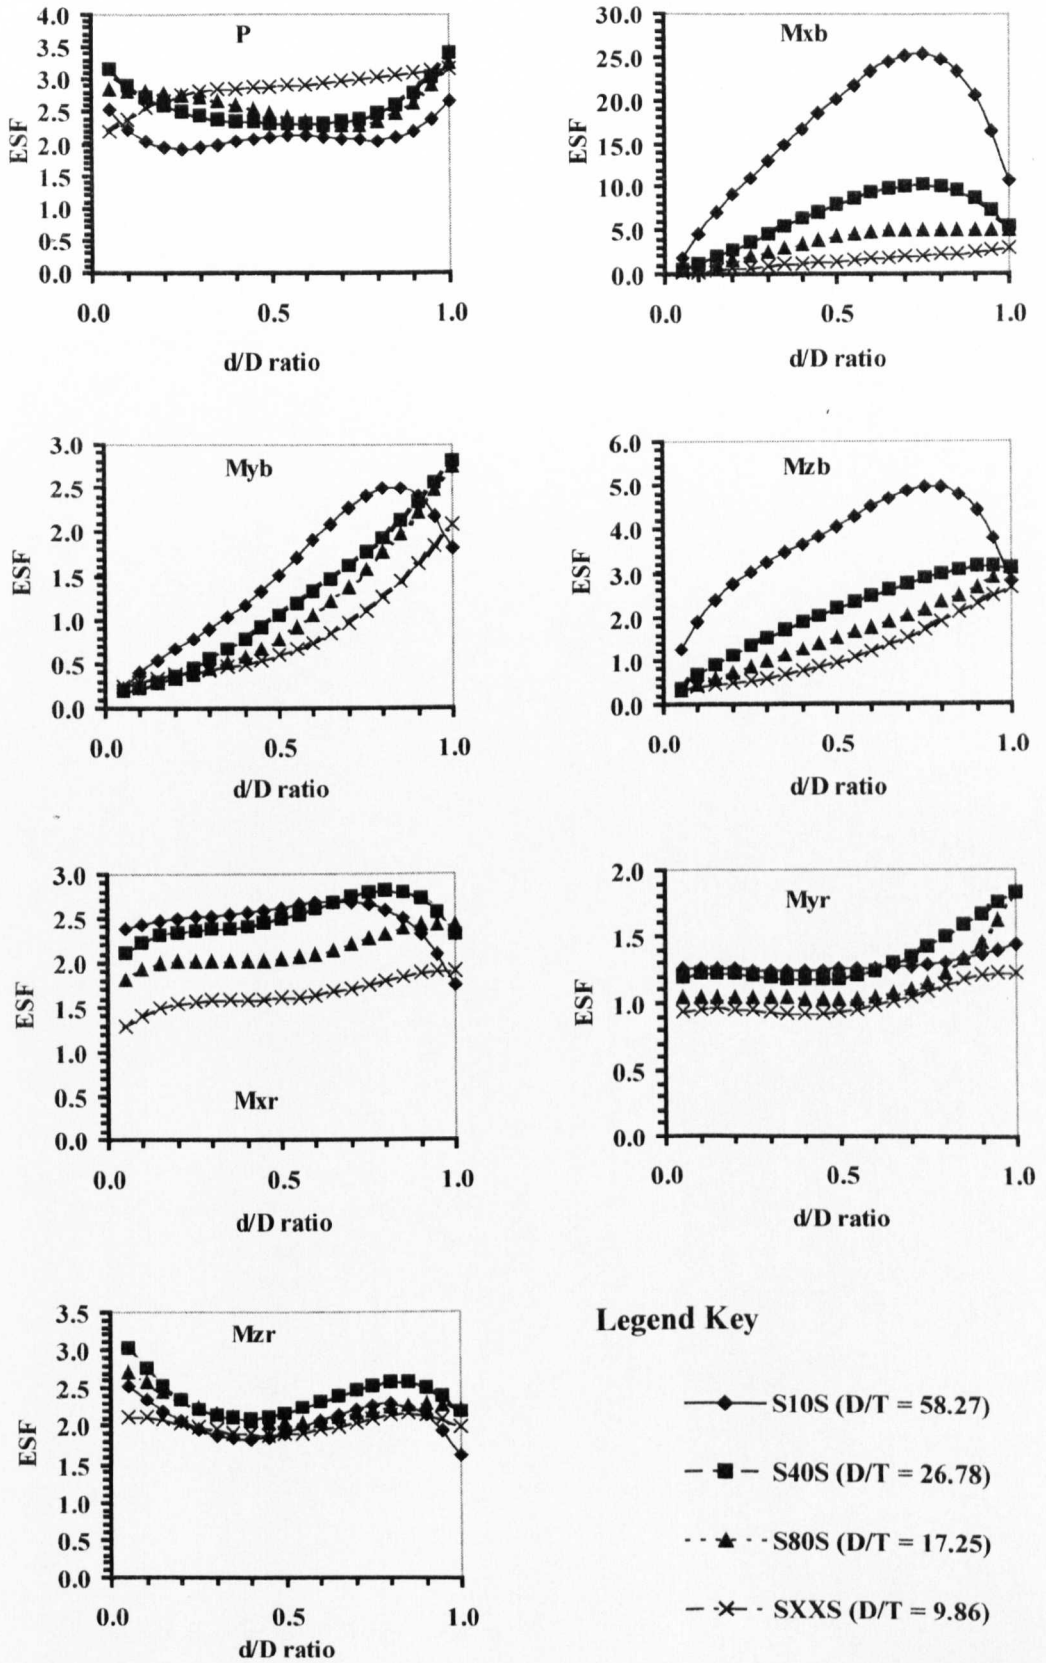 P
4.0
3.5
3.0
2.5
2.0
1.5
1.0
0.5
0.0
ESF
0.0 0.5 1.0
d/D ratio
Mxb
30.0
25.0
20.0
15.0
10.0
5.0
0.0
ESF
0.0 0.5 1.0
d/D ratio
Myb
3.0
2.5
2.0
1.5
1.0
0.5
0.0
ESF
0.0 0.5 1.0
d/D ratio
Mzb
6.0
5.0
4.0
3.0
2.0
1.0
0.0
ESF
0.0 0.5 1.0
d/D ratio
Mxr
3.0
2.5
2.0
1.5
1.0
0.5
0.0
ESF
0.0 0.5 1.0
d/D ratio
Myr
2.0
1.5
1.0
0.5
0.0
ESF
0.0 0.5 1.0
d/D ratio
Mzr
3.5
3.0
2.5
2.0
1.5
1.0
0.5
0.0
ESF
0.0 0.5 1.0
d/D ratio
Legend Key
S10S (D/T = 58.27)
S40S (D/T = 26.78)
S80S (D/T = 17.25)
SXXS (D/T = 9.86)